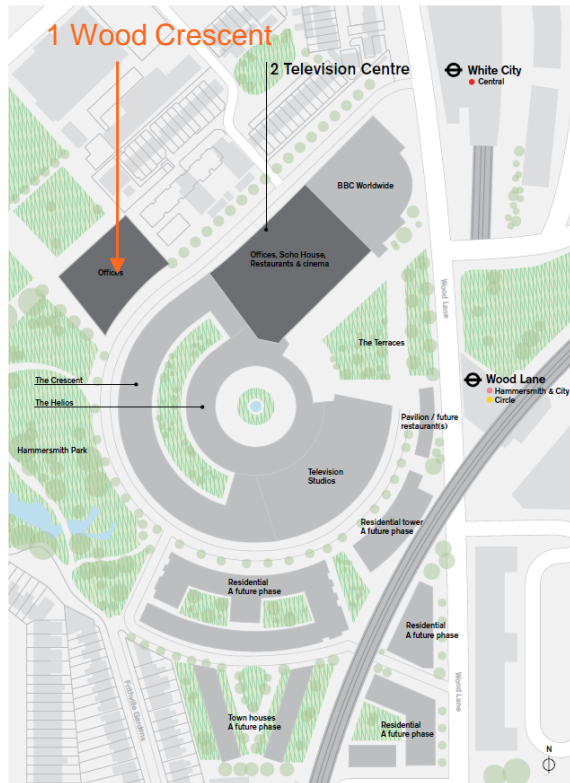 1 Wood Crescent
2 Television Centre
White City
Central
BBC Worldwide
Offices
Offices, Soho House,
Restaurants & cinema
Wood Lane
The Terraces
The Crescent
Wood Lane
Hammersmith & City
Circle
The Helios
Pavilion / future
restaurant(s)
Hammersmith Park
Television
Studios
Residential tower
A future phase
Residential
A future phase
Residential
A future phase
Frithville Gardens
Wood Lane
Town houses
A future phase
Residential
A future phase
N